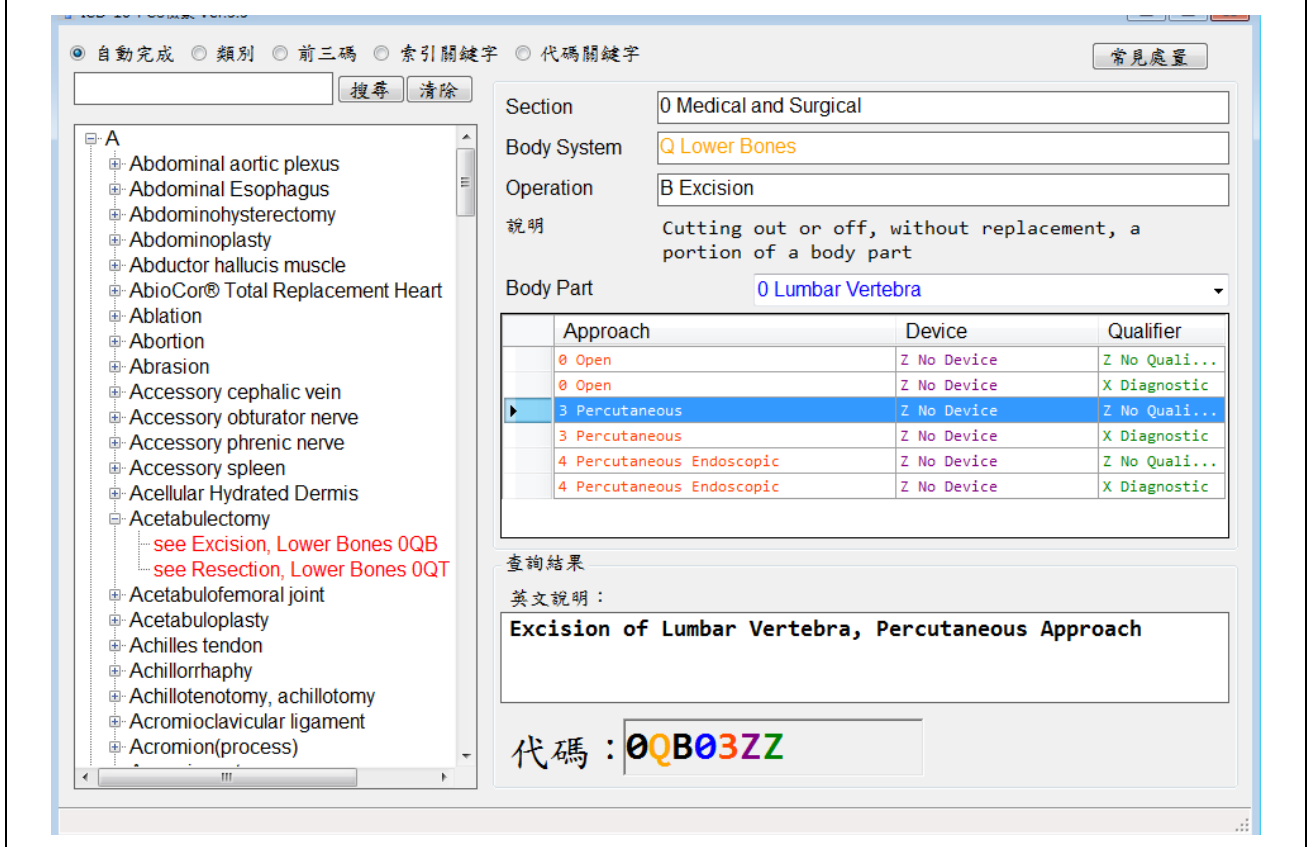 自動完成 類別 前三碼 索引關鍵字 代碼關鍵字
常見處置
搜尋 清除
A
Abdominal aortic plexus
Abdominal Esophagus
Abdominohysterectomy
Abdominoplasty
Abductor hallucis muscle
AbioCor® Total Replacement Heart
Ablation
Abortion
Abrasion
Accessory cephalic vein
Accessory obturator nerve
Accessory phrenic nerve
Accessory spleen
Acellular Hydrated Dermis
Acetabulectomy
see Excision, Lower Bones 0QB
see Resection, Lower Bones 0QT
Acetabulofemoral joint
Acetabuloplasty
Achilles tendon
Achillorrhaphy
Achillotenotomy, achillotomy
Acromioclavicular ligament
Acromion(process)
Section 0 Medical and Surgical
Body System Q Lower Bones
Operation B Excision
說明 Cutting out or off, without replacement, a
portion of a body part
Body Part 0 Lumbar Vertebra
Approach Device Qualifier
0 Open Z No Device Z No Quali...
0 Open Z No Device X Diagnostic
3 Percutaneous Z No Device Z No Quali...
3 Percutaneous Z No Device X Diagnostic
4 Percutaneous Endoscopic Z No Device Z No Quali...
4 Percutaneous Endoscopic Z No Device X Diagnostic
查詢結果
英文說明：
Excision of Lumbar Vertebra, Percutaneous Approach
代碼：0QB03ZZ